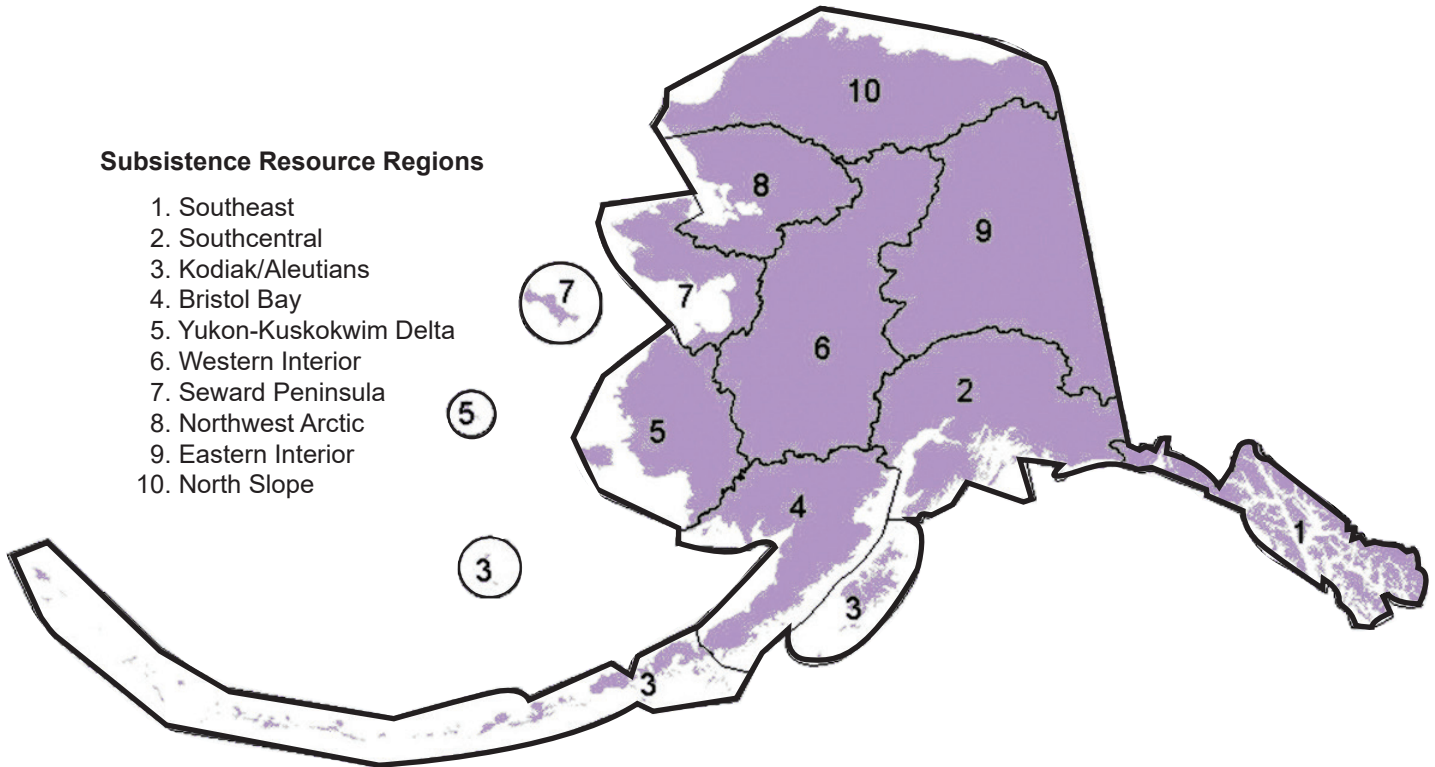 Subsistence Resource Regions
1. Southeast
2. Southcentral
3. Kodiak/Aleutians
4. Bristol Bay
5. Yukon-Kuskokwim Delta
6. Western Interior
7. Seward Peninsula
8. Northwest Arctic
9. Eastern Interior
10. North Slope
10
8
9
7
7
6
2
5
5
4
1
3
3
3